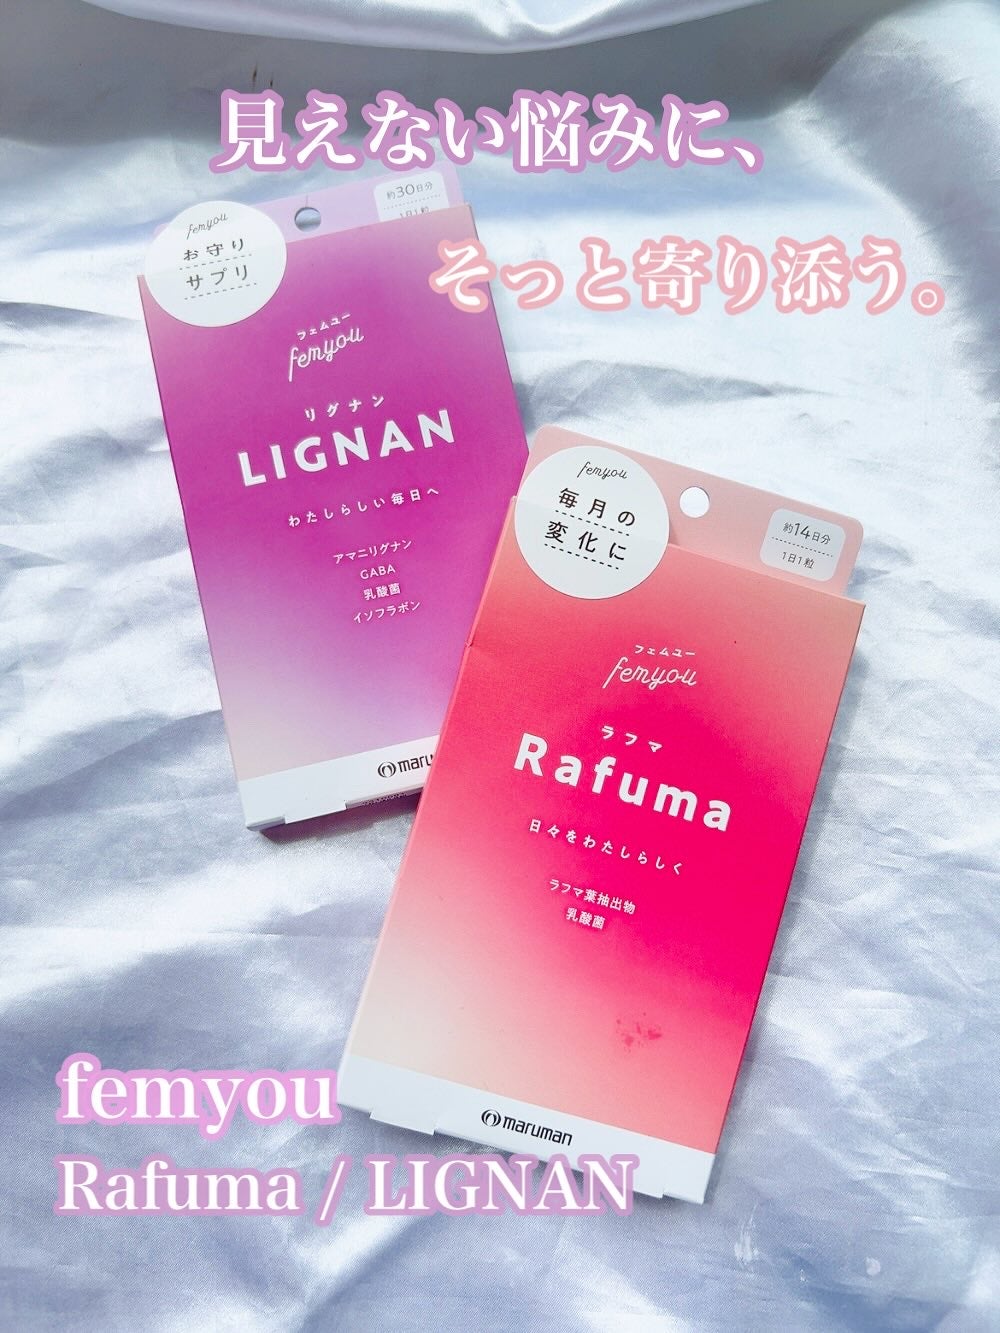 見えない悩みに、
そっと寄り添う。
femyou
お守り
サプリ
約30日分
1日1粒
フェムユー
femyou
リグナン
LIGNAN
わたしらしい毎日へ
アマニリグナン
GABA
乳酸菌
イソフラボン
maru
femyou
毎月の
変化に
約14日分
1日1粒
フェムユー
femyou
ラフマ
Rafuma
日々をわたしらしく
ラフマ葉抽出物
乳酸菌
maruman
femyou
Rafuma / LIGNAN